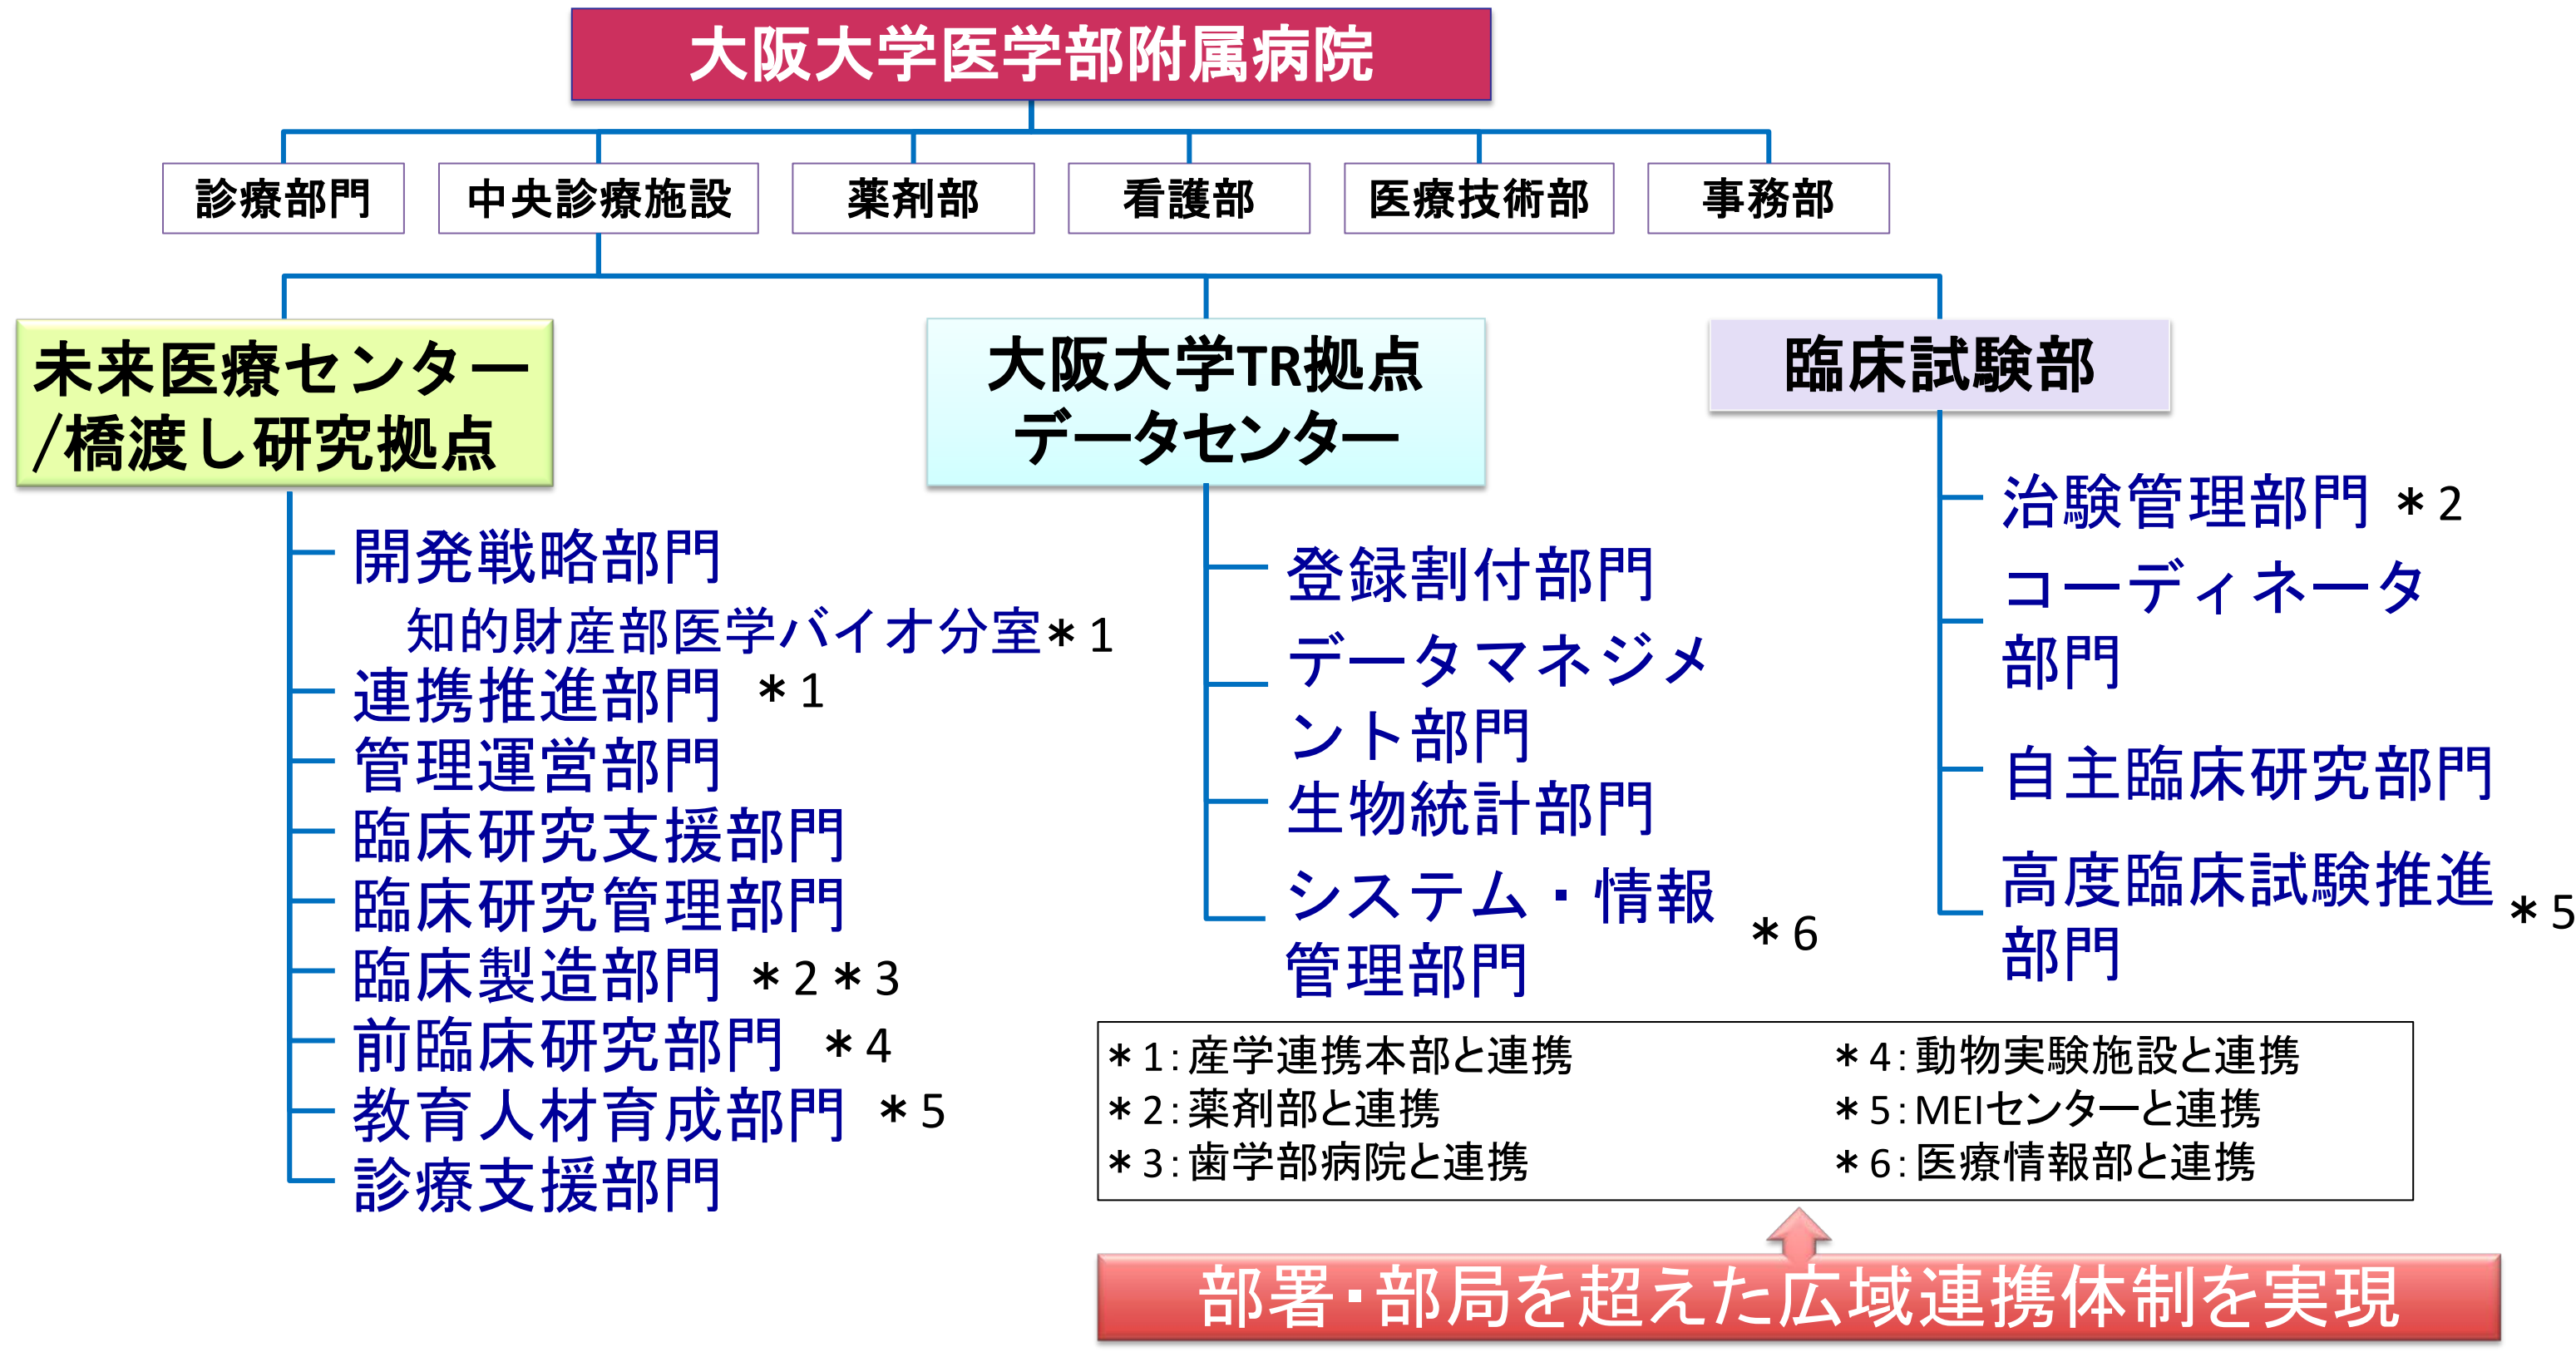 大阪大学医学部附属病院
診療部門
中央診療施設
薬剤部
看護部
医療技術部
事務部
未来医療センター
/橋渡し研究拠点
開発戦略部門
知的財産部医学バイオ分室＊1
連携推進部門 ＊1
管理運営部門
臨床研究支援部門
臨床研究管理部門
臨床製造部門 ＊2＊3
前臨床研究部門 ＊4
教育人材育成部門 ＊5
診療支援部門
大阪大学TR拠点
データセンター
登録割付部門
データマネジメ
ント部門
生物統計部門
システム・情報
管理部門 ＊6
臨床試験部
治験管理部門 ＊2
コーディネータ
部門
自主臨床研究部門
高度臨床試験推進
部門 ＊5
＊1：産学連携本部と連携
＊2：薬剤部と連携
＊3：歯学部病院と連携
＊4：動物実験施設と連携
＊5：MEIセンターと連携
＊6：医療情報部と連携
部署・部局を超えた広域連携体制を実現